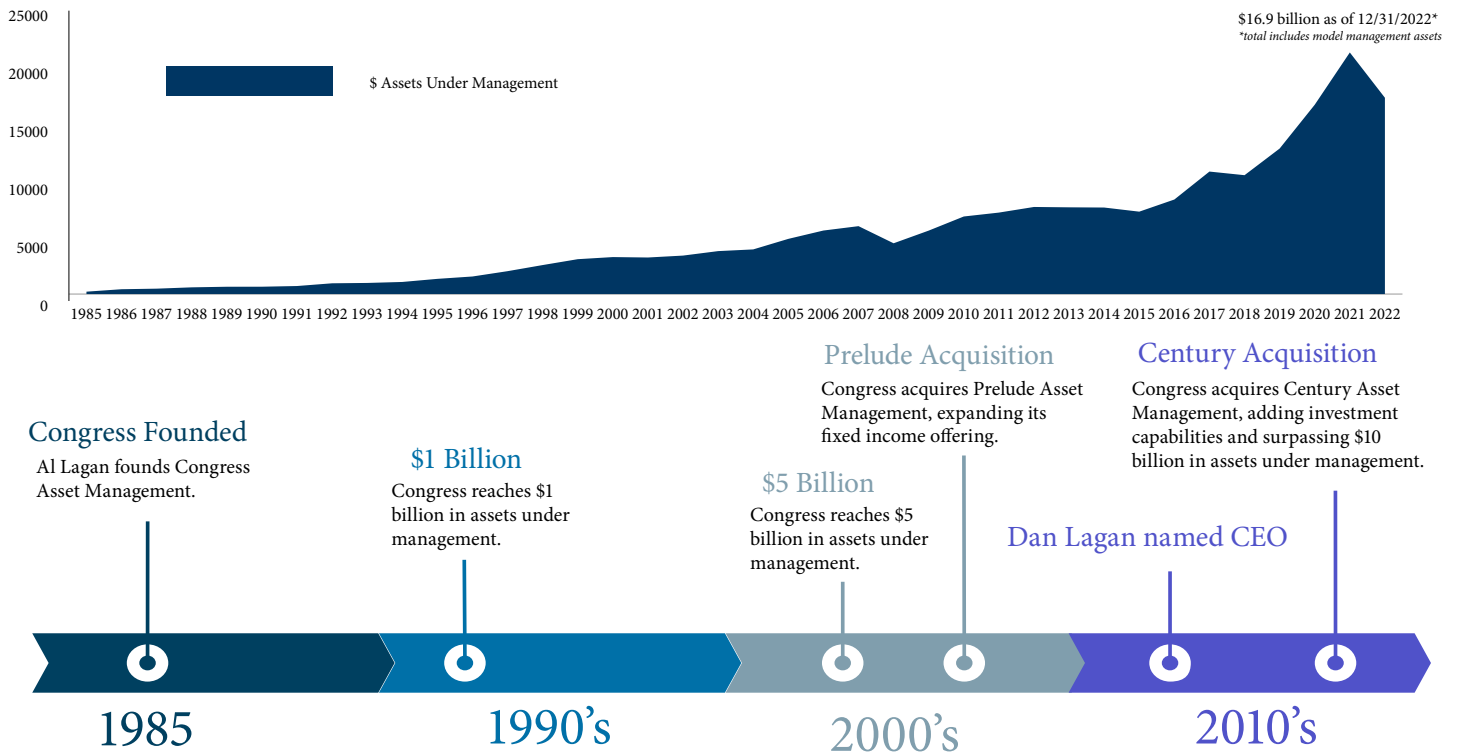 25000
20000
15000
10000
5000
0
$ Assets Under Management
$16.9 billion as of 12/31/2022*
*total includes model management assets
1985 1986 1987 1988 1989 1990 1991 1992 1993 1994 1995 1996 1997 1998 1999 2000 2001 2002 2003 2004 2005 2006 2007 2008 2009 2010 2011 2012 2013 2014 2015 2016 2017 2018 2019 2020 2021 2022
Congress Founded
Al Lagan founds Congress
Asset Management.
$1 Billion
Congress reaches $1
billion in assets under
management.
$5 Billion
Congress reaches $5
billion in assets under
management.
Prelude Acquisition
Congress acquires Prelude Asset
Management, expanding its
fixed income offering.
Dan Lagan named CEO
Century Acquisition
Congress acquires Century Asset
Management, adding investment
capabilities and surpassing $10
billion in assets under management.
1985
1990’s
2000’s
2010’s